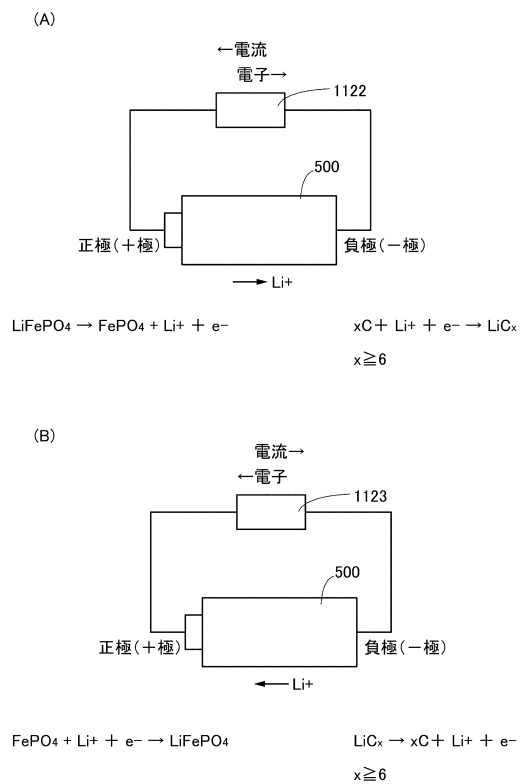 (A)
←電流
電子→
1122
500
正極(+極)
負極(-極)
→ Li+
LiFePO₄ → FePO₄ + Li+ + e-
xC+ Li+ + e- → LiCₓ
x≧6
(B)
電流→
←電子
1123
500
正極(+極)
負極(-極)
← Li+
FePO₄ + Li+ + e- → LiFePO₄
LiCₓ → xC+ Li+ + e-
x≧6